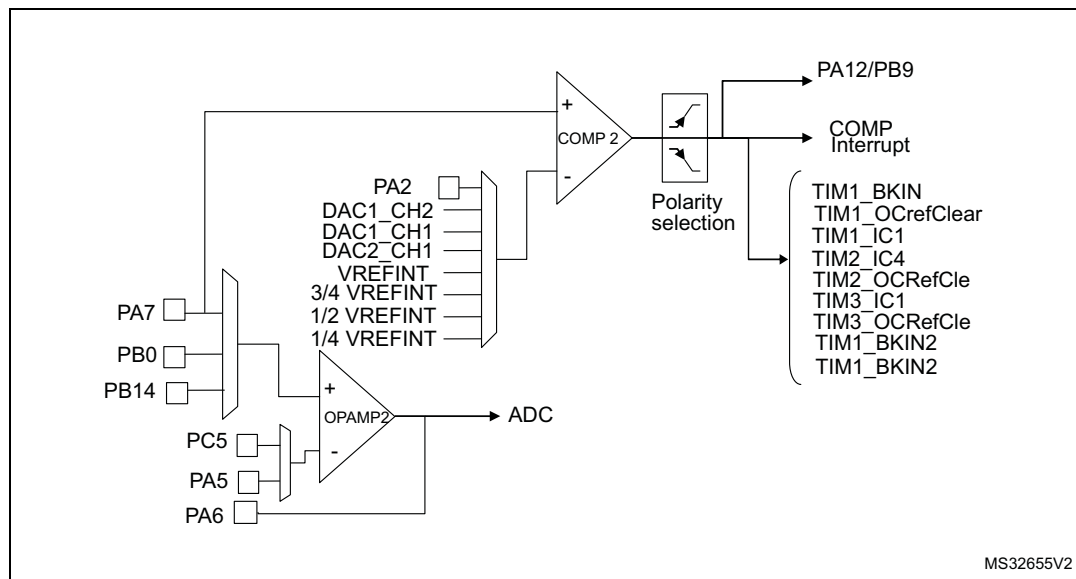 PA12/PB9
+
COMP 2
-
COMP
Interrupt
Polarity
selection
PA2
DAC1_CH2
DAC1_CH1
DAC2_CH1
VREFINT
3/4 VREFINT
1/2 VREFINT
1/4 VREFINT
TIM1_BKIN
TIM1_OCrefClear
TIM1_IC1
TIM2_IC4
TIM2_OCRefCle
TIM3_IC1
TIM3_OCRefCle
TIM1_BKIN2
TIM1_BKIN2
PA7
PB0
PB14
+
OPAMP2
-
ADC
PC5
PA5
PA6
MS32655V2